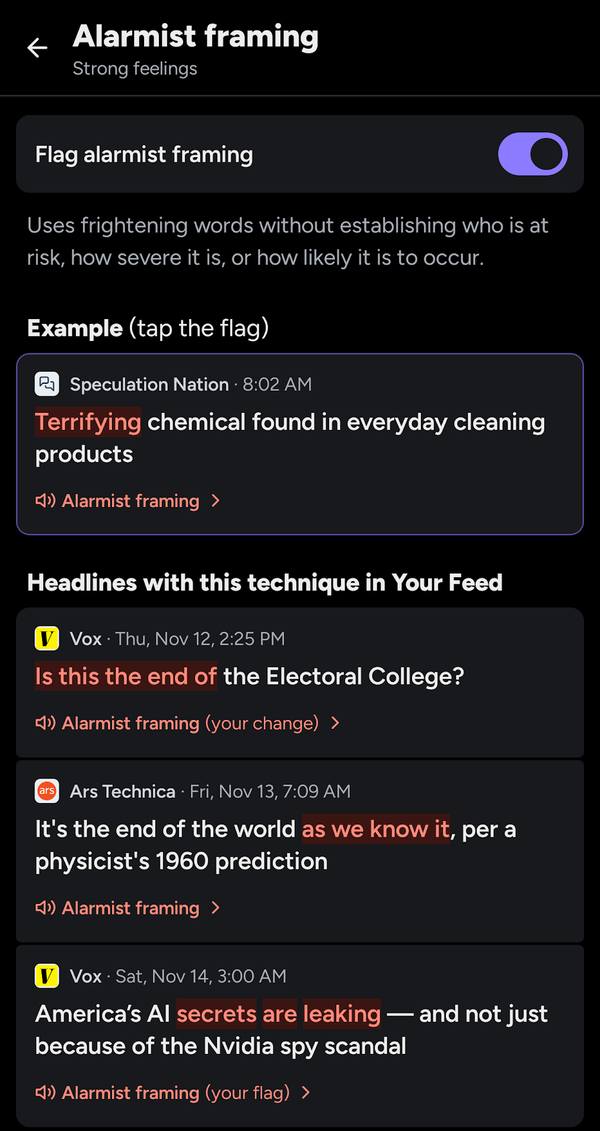 Alarmist framing
Strong feelings
Flag alarmist framing
Uses frightening words without establishing who is at
risk, how severe it is, or how likely it is to occur.
Example (tap the flag)
Speculation Nation · 8:02 AM
Terrifying chemical found in everyday cleaning
products
Alarmist framing
Headlines with this technique in Your Feed
V Vox · Thu, Nov 12, 2:25 PM
Is this the end of the Electoral College?
Alarmist framing (your change)
ars Ars Technica · Fri, Nov 13, 7:09 AM
It's the end of the world as we know it, per a
physicist's 1960 prediction
Alarmist framing
V Vox · Sat, Nov 14, 3:00 AM
America’s AI secrets are leaking — and not just
because of the Nvidia spy scandal
Alarmist framing (your flag)